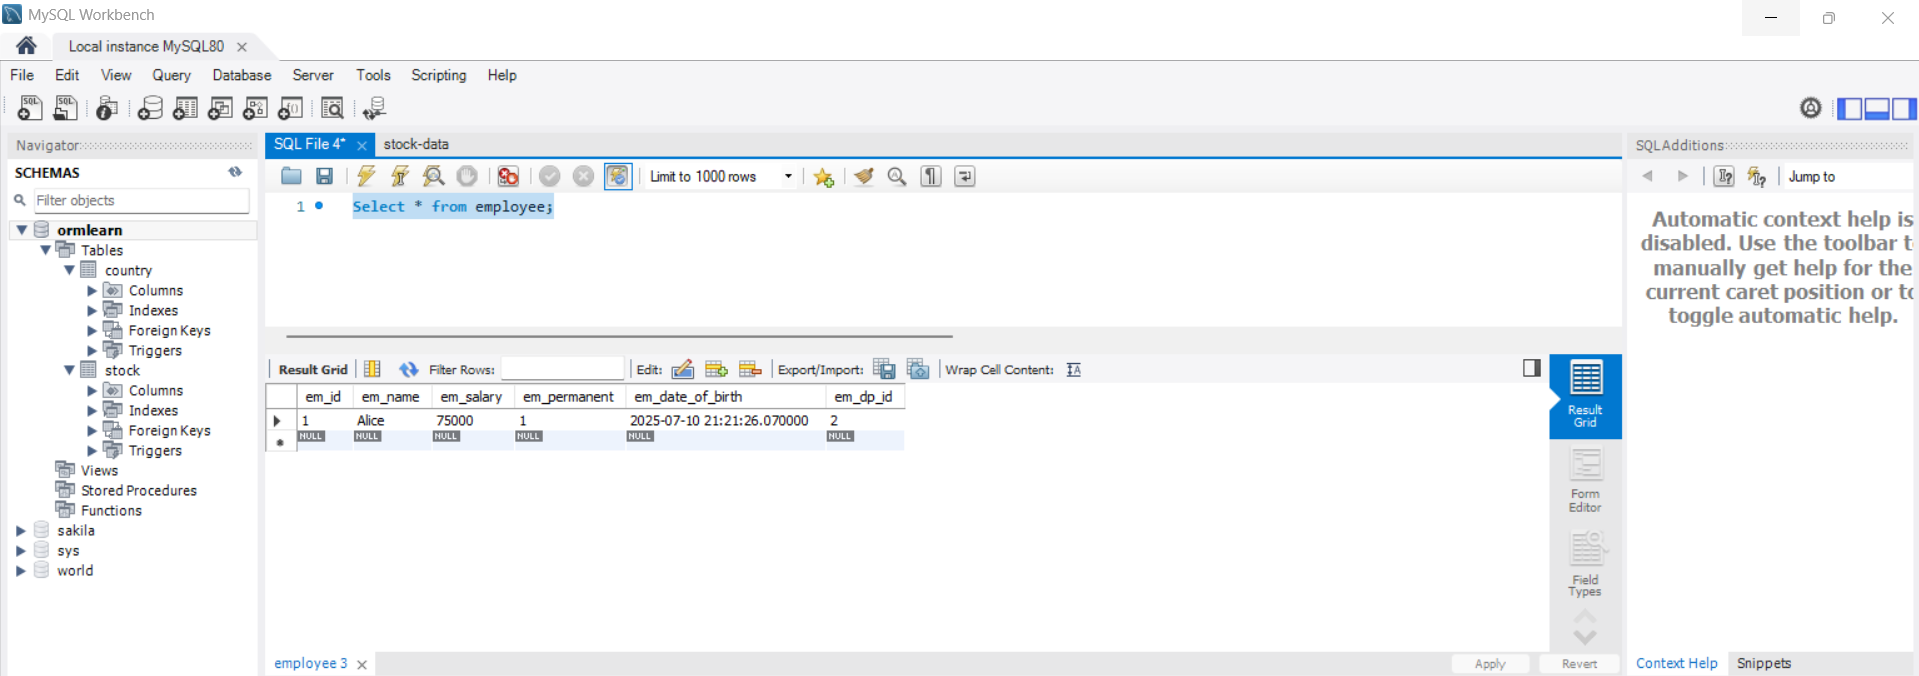 MySQL Workbench
Local instance MySQL80
File Edit View Query Database Server Tools Scripting Help
Navigator
SCHEMAS
Filter objects
ormlearn
Tables
country
Columns
Indexes
Foreign Keys
Triggers
stock
Columns
Indexes
Foreign Keys
Triggers
Views
Stored Procedures
Functions
sakila
sys
world
SQL File 4* stock-data
Limit to 1000 rows
1 Select * from employee;
Result Grid Filter Rows: Edit: Export/Import: Wrap Cell Content:
em_id em_name em_salary em_permanent em_date_of_birth em_dp_id
1 Alice 75000 1 2025-07-10 21:21:26.070000 2
NULL NULL NULL NULL NULL NULL
Result
Grid
Form
Editor
Field
Types
employee 3
Apply Revert
SQLAdditions
Jump to
Automatic context help is
disabled. Use the toolbar t
manually get help for the
current caret position or to
toggle automatic help.
Context Help Snippets